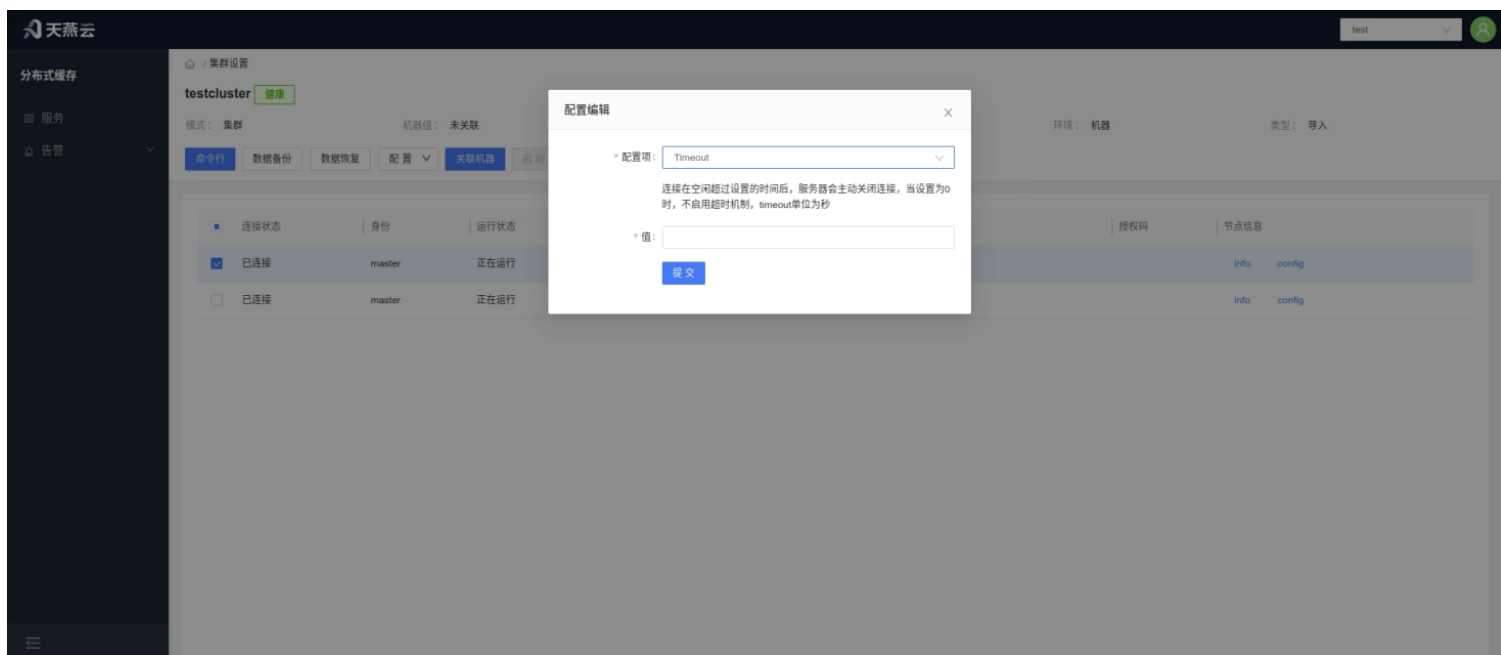 天燕云
test
分布式缓存
服务
告警
/ 集群设置
testcluster 健康
模式： 集群 机器组： 未关联 环境： 机器 类型： 导入
命令行 数据备份 数据恢复 配 置 关联机器 启 动
配置编辑
* 配置项： Timeout
连接在空闲超过设置的时间后，服务器会主动关闭连接，当设置为0
时，不启用超时机制，timeout单位为秒
* 值：
提 交
连接状态 身份 运行状态 授权码 节点信息
已连接 master 正在运行 info config
已连接 master 正在运行 info config